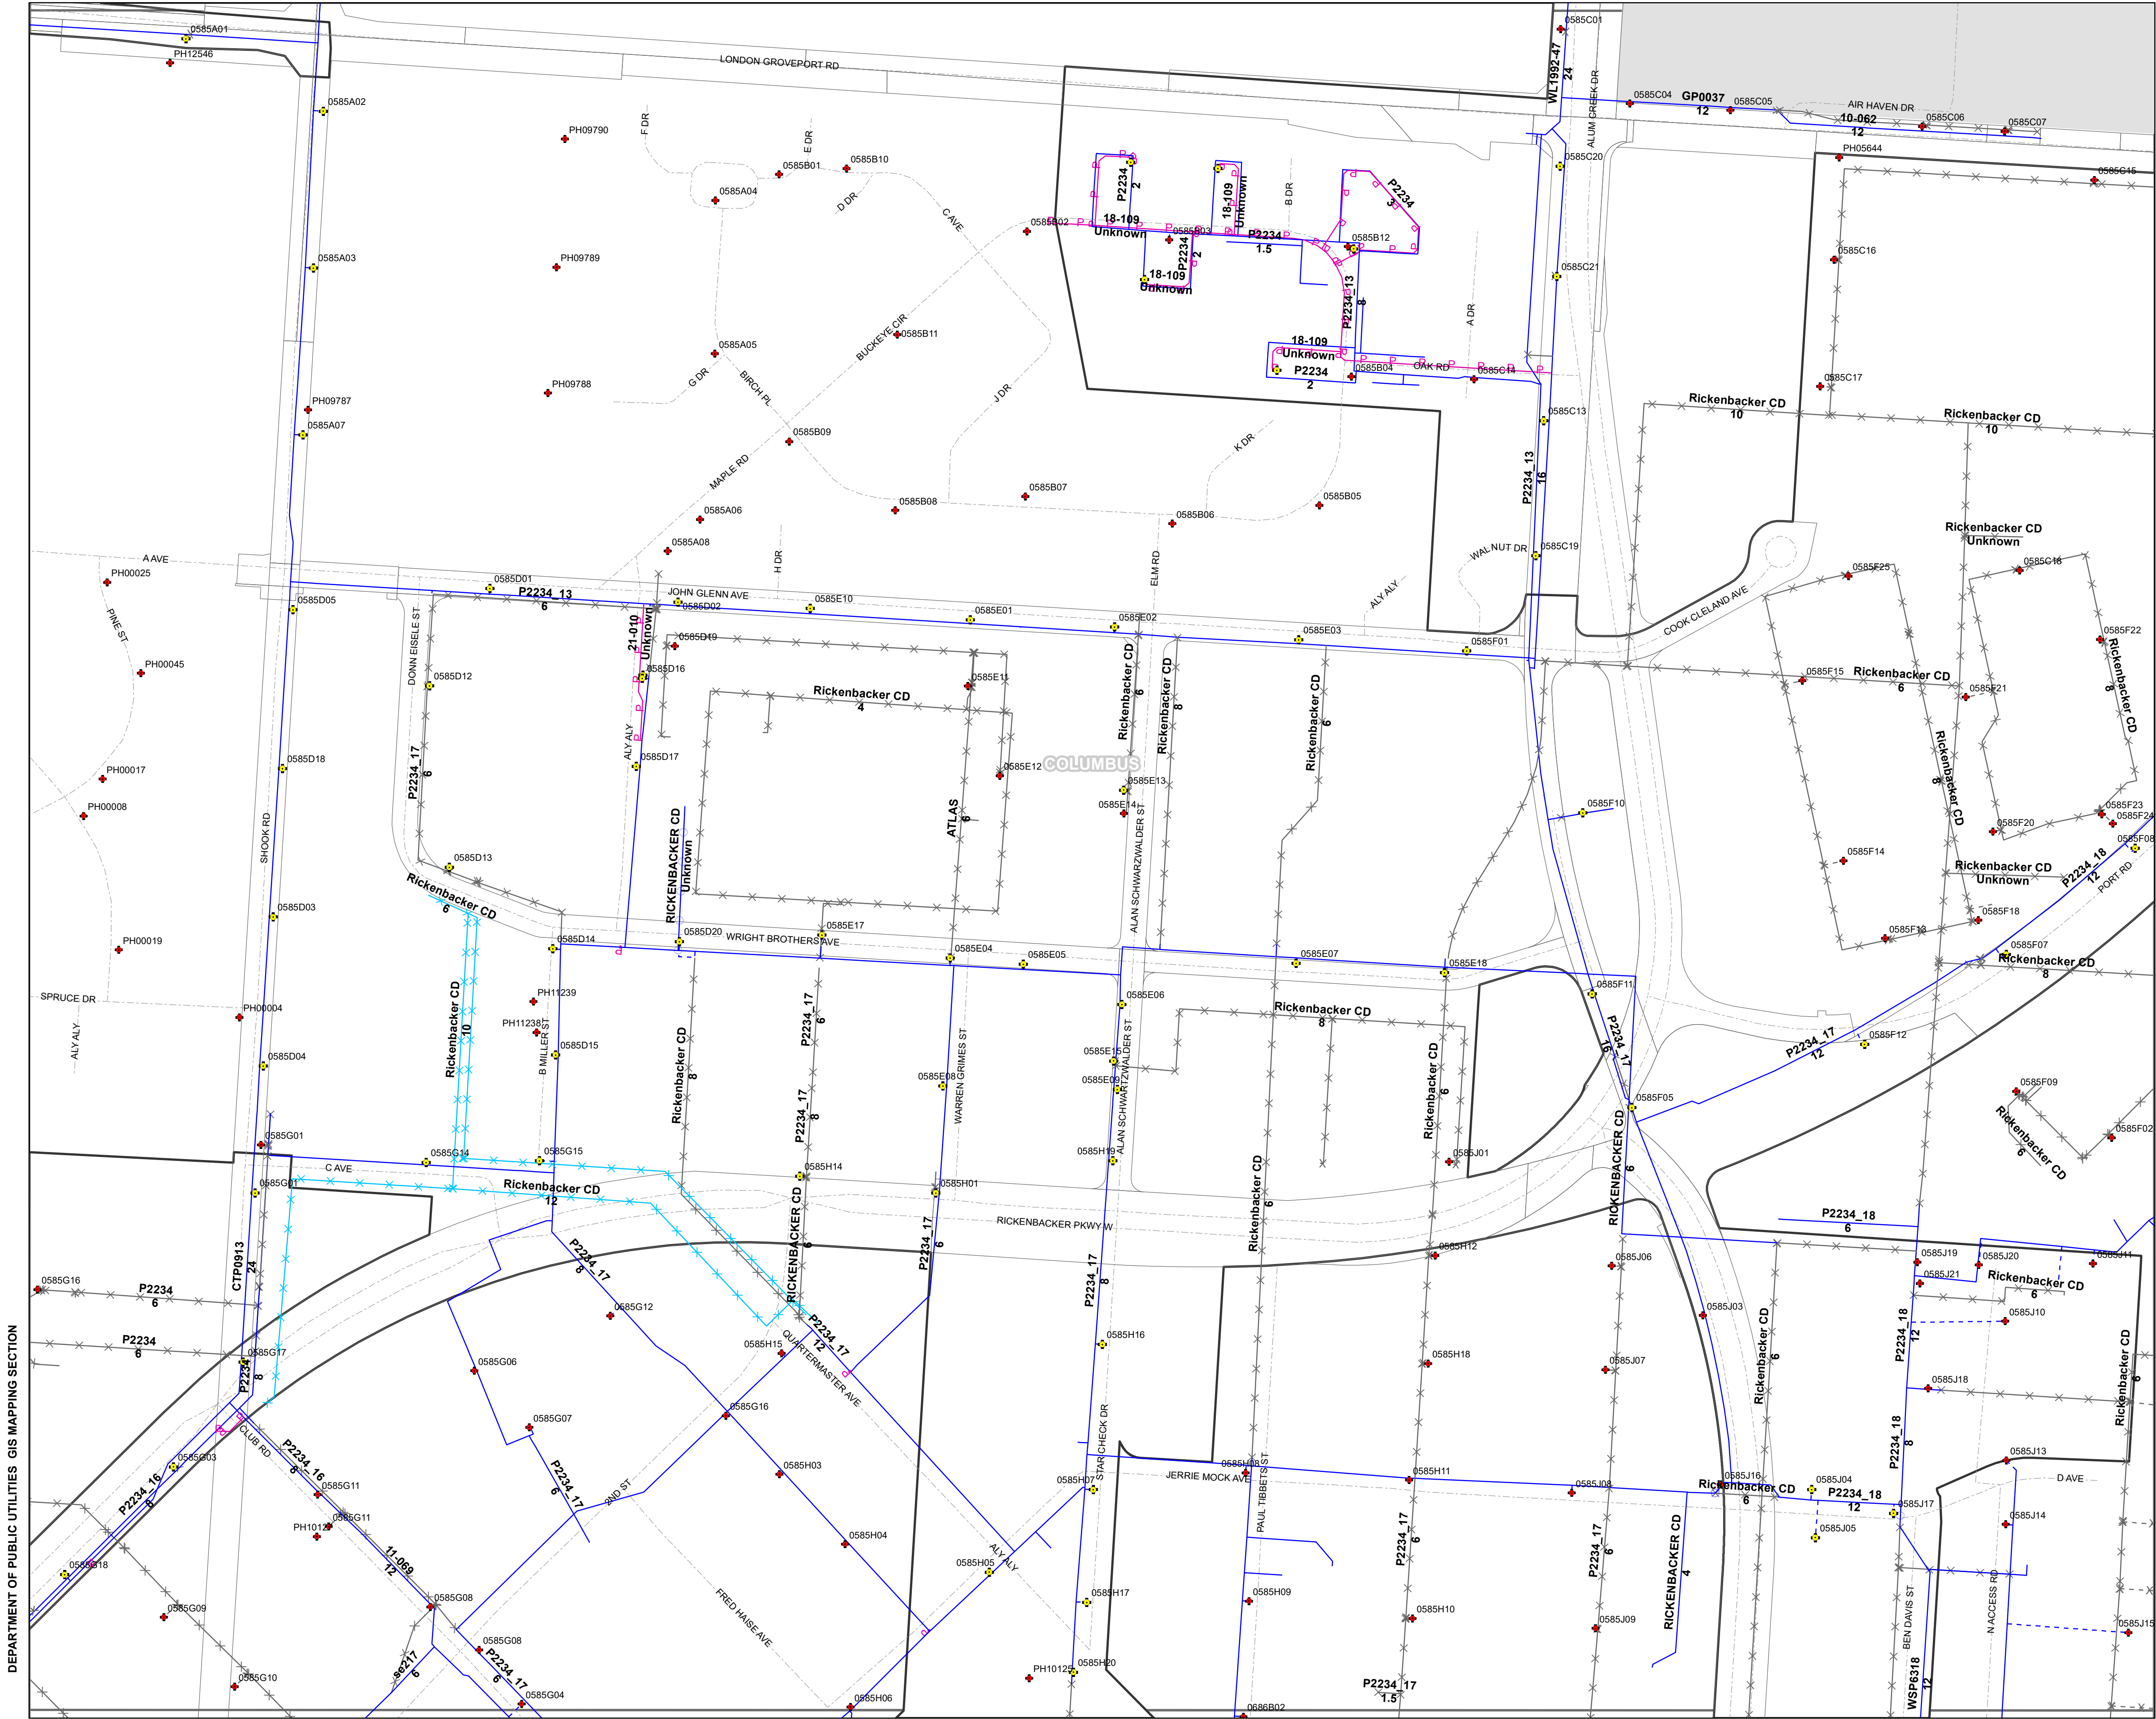 0585A01
PH12546
LONDON GROVEPORT RD
0585C01
WL1992-47
24
ALUM CREEK DR
0585C04
GP0037
12
0585C05
AIR HAVEN DR
10-062
12
0585C06
0585C07
0585A02
PH09790
F DR
E DR
0585B01
0585B10
D DR
C AVE
0585A04
P2234
2
18-109
Unknown
B DR
P2234
3
0585C20
PH05644
0585C15
0585B02
18-109
Unknown
0585B03
P2234
2
P2234
1.5
0585B12
0585A03
PH09789
18-109
Unknown
P2234_13
8
0585C21
0585C16
A DR
BUCKEYE CIR
0585B11
0585A05
G DR
BIRCH PL
J DR
18-109
Unknown
P2234
2
0585B04
OAK RD
0585C14
0585C17
PH09788
PH09787
0585A07
0585C13
Rickenbacker CD
10
Rickenbacker CD
10
0585B09
K DR
MAPLE RD
P2234_13
16
0585B07
0585B08
0585B05
0585B06
0585A06
0585A08
H DR
ELM RD
Rickenbacker CD
Unknown
WALNUT DR
0585C19
A AVE
PH00025
PINE ST
0585D01
P2234_13
6
JOHN GLENN AVE
0585D02
0585E10
0585E01
0585E02
0585E03
0585F01
ALY ALY
COOK CLELAND AVE
0585F25
0585C18
0585D05
DONN EISELE ST
21-010
Unknown
0585D19
0585F22
Rickenbacker CD
8
PH00045
0585D12
0585D16
Rickenbacker CD
4
0585E11
Rickenbacker CD
6
Rickenbacker CD
8
Rickenbacker CD
6
0585F15
Rickenbacker CD
6
0585F21
P2234_17
6
ALY ALY
0585D17
0585D18
PH00017
PH00008
SHOOK RD
COLUMBUS
0585E12
0585E13
0585E14
ALAN SCHWARZWALDER ST
ATLAS
6
0585F10
Rickenbacker CD
8
0585F20
0585F23
0585F24
0585F08
0585F14
RICKENBACKER CD
Unknown
0585D13
Rickenbacker CD
6
Rickenbacker CD
Unknown
P2234_18
12
PORT RD
0585D03
PH00019
0585D14
0585D20
WRIGHT BROTHERS AVE
0585E17
0585E04
0585E05
0585E07
0585E18
0585F18
0585F13
0585F07
Rickenbacker CD
8
SPRUCE DR
PH00004
PH11239
PH11238
B MILLER ST
0585D15
Rickenbacker CD
10
P2234_17
6
0585E06
Rickenbacker CD
8
0585F11
P2234_17
16
P2234_17
12
0585F12
ALY ALY
0585D04
Rickenbacker CD
8
P2234_17
8
WARREN GRIMES ST
0585E08
0585E15
0585E09
ALAN SCHWARTZWALDER ST
Rickenbacker CD
6
0585F05
0585F09
Rickenbacker CD
6
0585F02
0585G01
0585G14
0585G15
C AVE
Rickenbacker CD
12
0585H14
0585H19
0585H01
0585J01
0585G01
RICKENBACKER PKWY W
RICKENBACKER CD
6
Rickenbacker CD
6
RICKENBACKER CD
6
P2234_18
6
CTP0913
24
P2234_17
8
P2234_17
6
P2234_17
8
0585H12
0585J06
0585J19
0585J20
0585J11
0585J21
Rickenbacker CD
6
0585G16
P2234
6
0585G12
0585J03
0585J10
P2234
6
0585G17
P2234
8
0585H15
P2234_17
12
QUARTERMASTER AVE
0585H16
0585H18
0585J07
Rickenbacker CD
6
P2234_18
12
0585G06
0585J18
Rickenbacker CD
6
CLUB RD
0585G07
0585G16
STAR CHECK DR
P2234_18
8
0585G03
P2234_16
8
P2234_16
8
0585G11
P2234_17
6
2ND ST
0585H03
0585H07
0585H08
JERRIE MOCK AVE
0585H11
0585J08
0585J16
Rickenbacker CD
6
0585J04
P2234_18
12
0585J13
D AVE
0585J17
0585J14
0585J05
PAUL TIBBETS ST
PH1012
0585G11
11-069
12
0585H04
ALY ALY
0585H05
P2234_17
6
P2234_17
6
RICKENBACKER CD
4
0585G18
0585G09
0585G08
FRED HAISE AVE
0585H17
0585H09
0585H10
0585J09
BEN DAVIS ST
N ACCESS RD
0585J15
0585G08
P2234_17
6
se217
6
0585G10
0585G04
0585H06
PH10125
0585H20
0686B02
P2234_17
1.5
WSP6318
12
DEPARTMENT OF PUBLIC UTILITIES GIS MAPPING SECTION